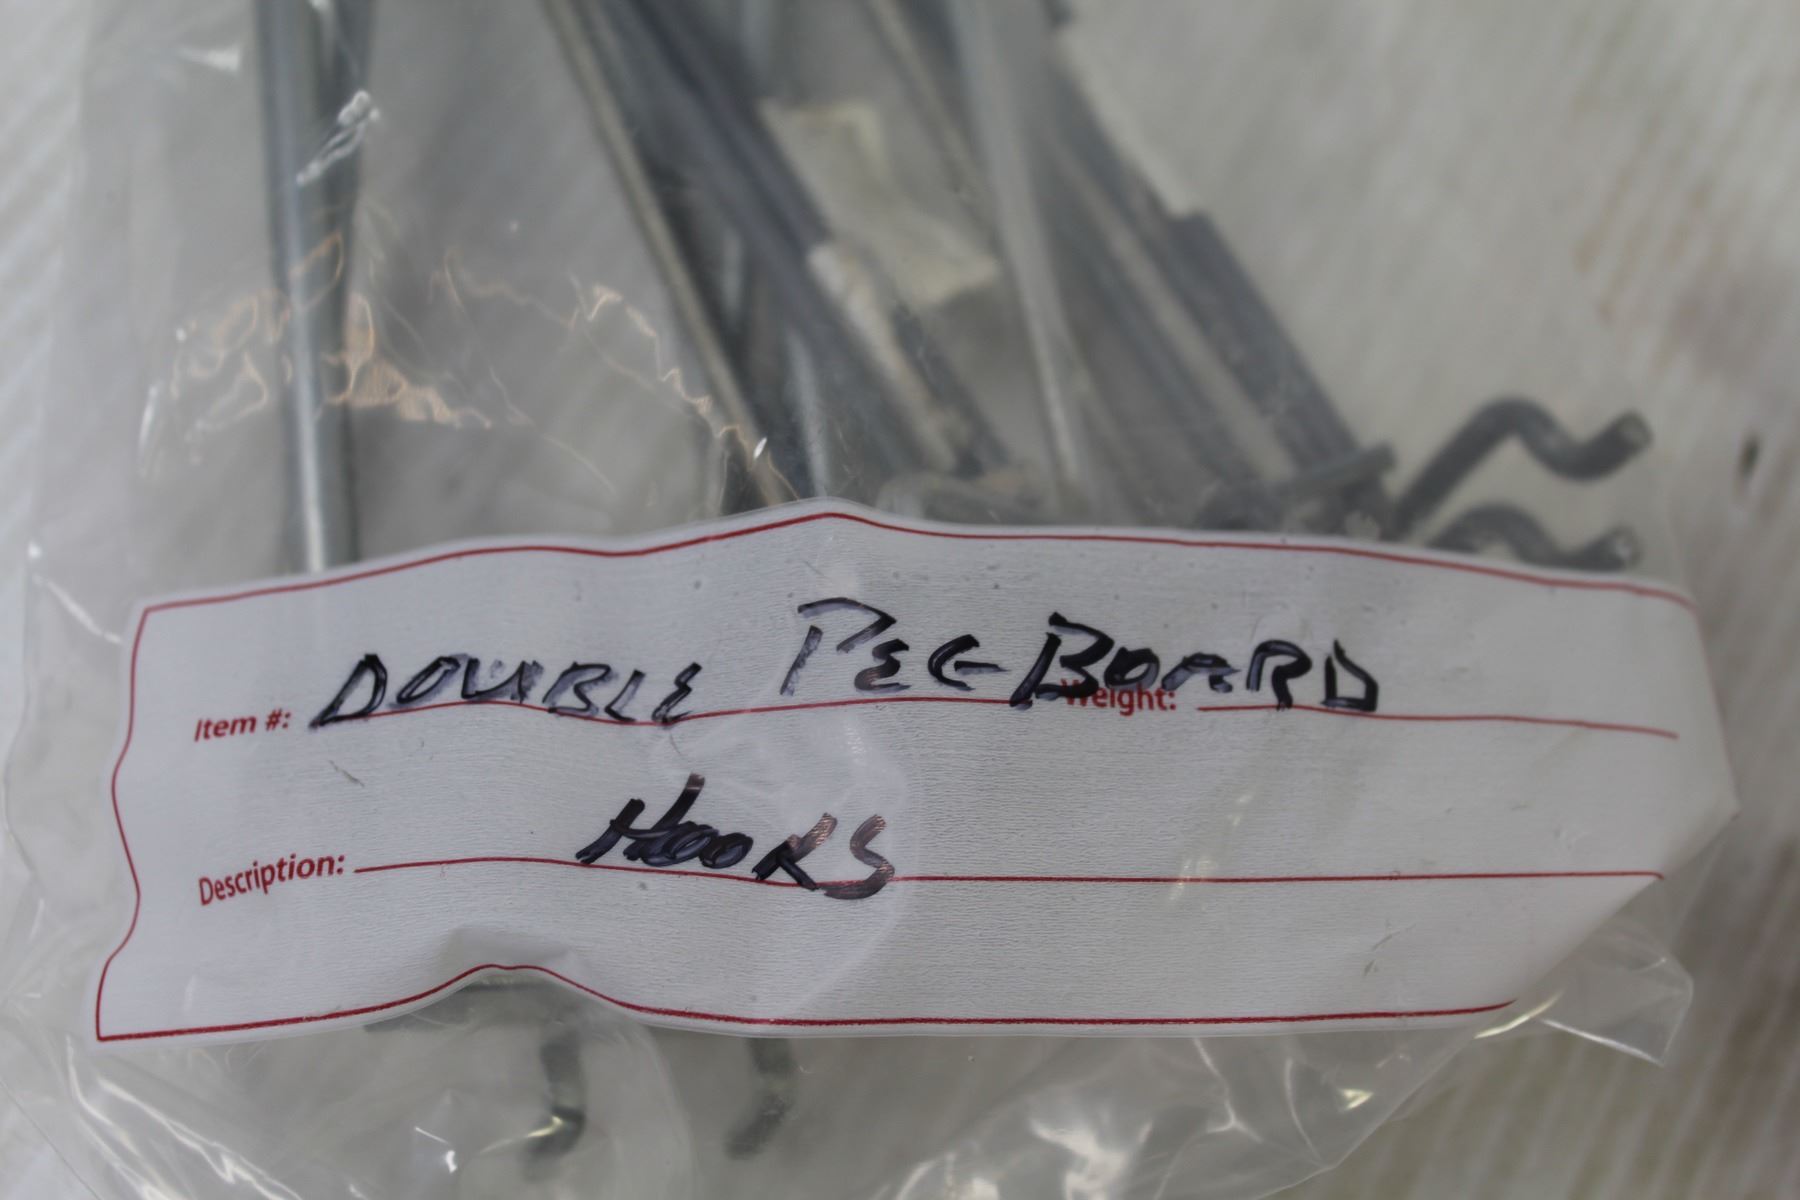 Item #: DOUBLE PEGBOARD Weight:
HOOKS
Description: